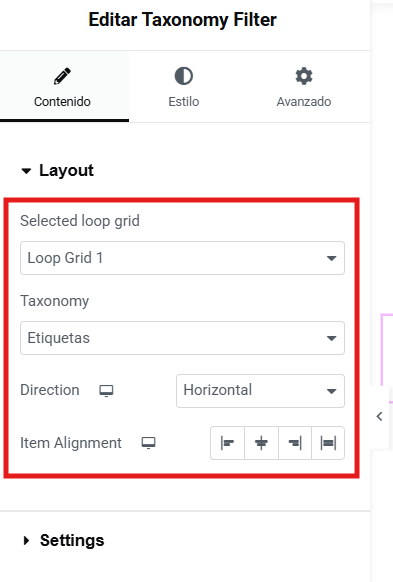 Editar Taxonomy Filter
Contenido
Estilo
Avanzado
Layout
Selected loop grid
Loop Grid 1
Taxonomy
Etiquetas
Direction
Horizontal
Item Alignment
Settings